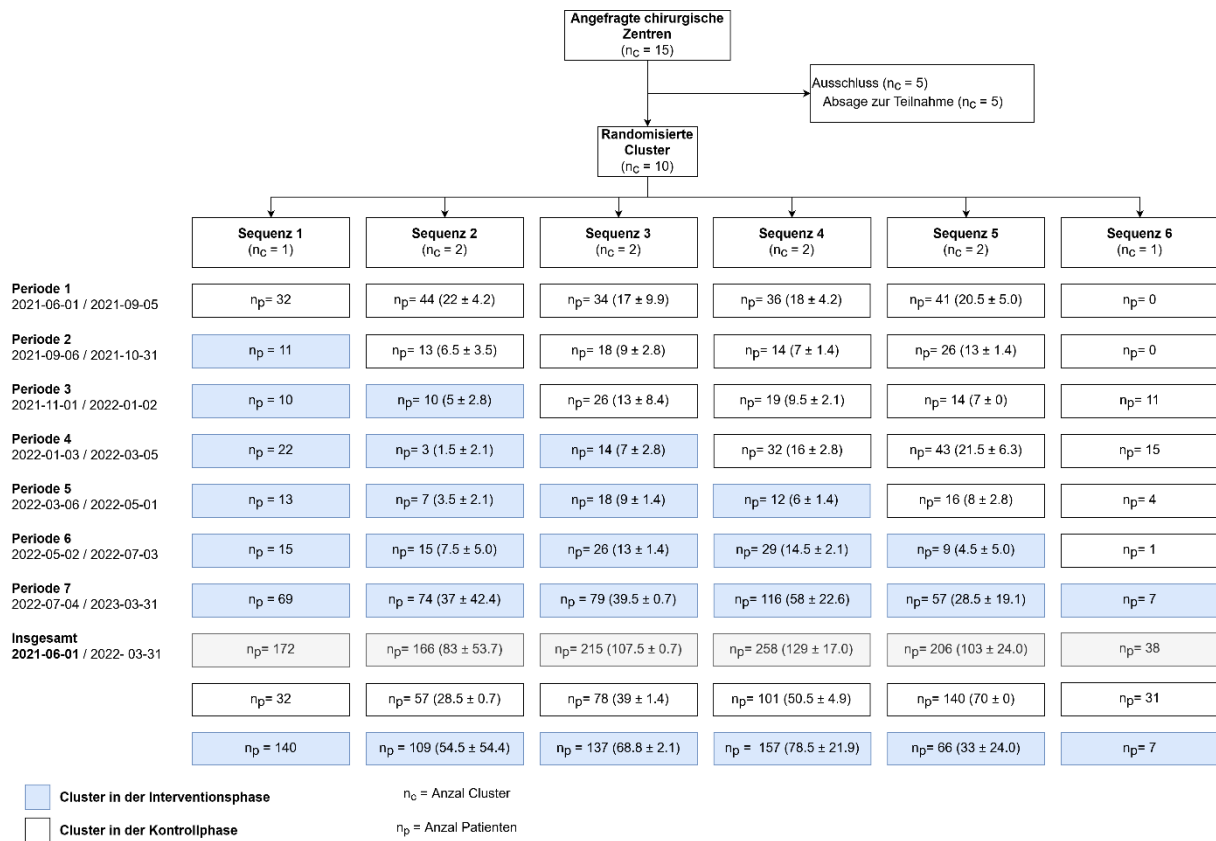 Angefragte chirurgische
Zentren
(nc = 15)
Ausschluss (nc = 5)
Absage zur Teilnahme (nc = 5)
Randomisierte
Cluster
(nc = 10)
Sequenz 1
(nc = 1)
Sequenz 2
(nc = 2)
Sequenz 3
(nc = 2)
Sequenz 4
(nc = 2)
Sequenz 5
(nc = 2)
Sequenz 6
(nc = 1)
Periode 1
2021-06-01 / 2021-09-05
np= 32
np= 44 (22 ± 4.2)
np= 34 (17 ± 9.9)
np= 36 (18 ± 4.2)
np= 41 (20.5 ± 5.0)
np= 0
Periode 2
2021-09-06 / 2021-10-31
np = 11
np= 13 (6.5 ± 3.5)
np= 18 (9 ± 2.8)
np= 14 (7 ± 1.4)
np= 26 (13 ± 1.4)
np= 0
Periode 3
2021-11-01 / 2022-01-02
np = 10
np= 10 (5 ± 2.8)
np= 26 (13 ± 8.4)
np= 19 (9.5 ± 2.1)
np= 14 (7 ± 0)
np= 11
Periode 4
2022-01-03 / 2022-03-05
np = 22
np= 3 (1.5 ± 2.1)
np= 14 (7 ± 2.8)
np= 32 (16 ± 2.8)
np= 43 (21.5 ± 6.3)
np= 15
Periode 5
2022-03-06 / 2022-05-01
np = 13
np= 7 (3.5 ± 2.1)
np= 18 (9 ± 1.4)
np= 12 (6 ± 1.4)
np= 16 (8 ± 2.8)
np= 4
Periode 6
2022-05-02 / 2022-07-03
np = 15
np= 15 (7.5 ± 5.0)
np= 26 (13 ± 1.4)
np= 29 (14.5 ± 2.1)
np= 9 (4.5 ± 5.0)
np= 1
Periode 7
2022-07-04 / 2023-03-31
np = 69
np= 74 (37 ± 42.4)
np= 79 (39.5 ± 0.7)
np= 116 (58 ± 22.6)
np= 57 (28.5 ± 19.1)
np= 7
Insgesamt
2021-06-01 / 2022- 03-31
np= 172
np= 166 (83 ± 53.7)
np= 215 (107.5 ± 0.7)
np= 258 (129 ± 17.0)
np= 206 (103 ± 24.0)
np= 38
np= 32
np= 57 (28.5 ± 0.7)
np= 78 (39 ± 1.4)
np= 101 (50.5 ± 4.9)
np= 140 (70 ± 0)
np= 31
np = 140
np= 109 (54.5 ± 54.4)
np= 137 (68.8 ± 2.1)
np = 157 (78.5 ± 21.9)
np= 66 (33 ± 24.0)
np= 7
Cluster in der Interventionsphase
nc = Anzal Cluster
Cluster in der Kontrollphase
np = Anzal Patienten